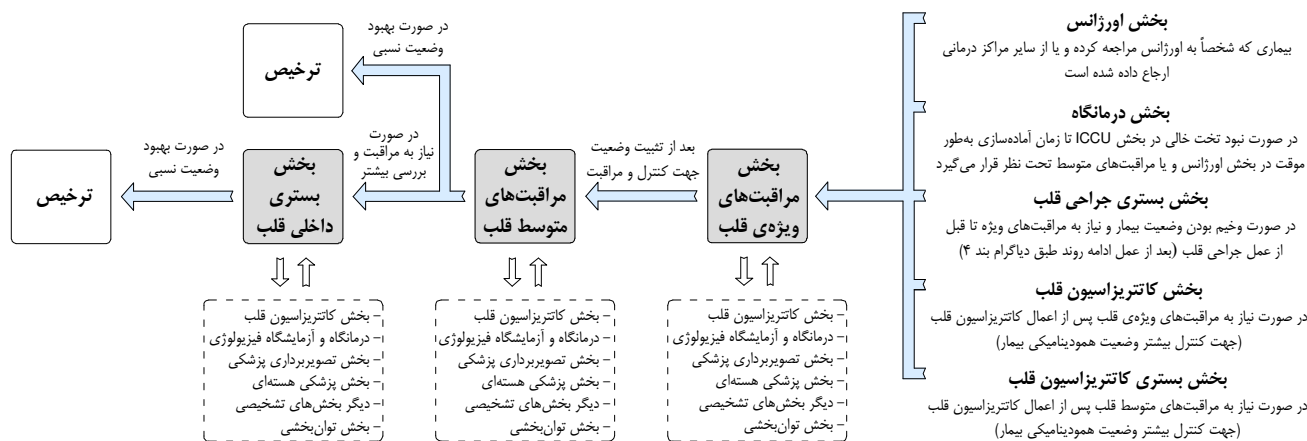 بخش اورژانس
بیماری که شخصاً به اورژانس مراجعه کرده و یا از سایر مراکز درمانی
ارجاع داده شده است
بخش درمانگاه
در صورت نبود تخت خالی در بخش ICCU تا زمان آماده‌سازی به‌طور
موقت در بخش اورژانس و یا مراقبت‌های متوسط تحت نظر قرار می‌گیرد
بخش بستری جراحی قلب
در صورت وخیم بودن وضعیت بیمار و نیاز به مراقبت‌های ویژه تا قبل
از عمل جراحی قلب (بعد از عمل ادامه روند طبق دیاگرام بند ۴)
بخش کاتتریزاسیون قلب
در صورت نیاز به مراقبت‌های ویژه‌ی قلب پس از اعمال کاتتریزاسیون قلب
(جهت کنترل بیشتر وضعیت همودینامیکی بیمار)
بخش بستری کاتتریزاسیون قلب
در صورت نیاز به مراقبت‌های متوسط قلب پس از اعمال کاتتریزاسیون قلب
(جهت کنترل بیشتر وضعیت همودینامیکی بیمار)
بخش
مراقبت‌های
ویژه‌ی قلب
– بخش کاتتریزاسیون قلب
– درمانگاه و آزمایشگاه فیزیولوژی
– بخش تصویربرداری پزشکی
– بخش پزشکی هسته‌ای
– دیگر بخش‌های تشخیصی
– بخش توان‌بخشی
بعد از تثبیت وضعیت
جهت کنترل و مراقبت
بخش
مراقبت‌های
متوسط قلب
– بخش کاتتریزاسیون قلب
– درمانگاه و آزمایشگاه فیزیولوژی
– بخش تصویربرداری پزشکی
– بخش پزشکی هسته‌ای
– دیگر بخش‌های تشخیصی
– بخش توان‌بخشی
در صورت بهبود
وضعیت نسبی
ترخیص
در صورت
نیاز به مراقبت و
بررسی بیشتر
بخش
بستری
داخلی قلب
– بخش کاتتریزاسیون قلب
– درمانگاه و آزمایشگاه فیزیولوژی
– بخش تصویربرداری پزشکی
– بخش پزشکی هسته‌ای
– دیگر بخش‌های تشخیصی
– بخش توان‌بخشی
در صورت بهبود
وضعیت نسبی
ترخیص